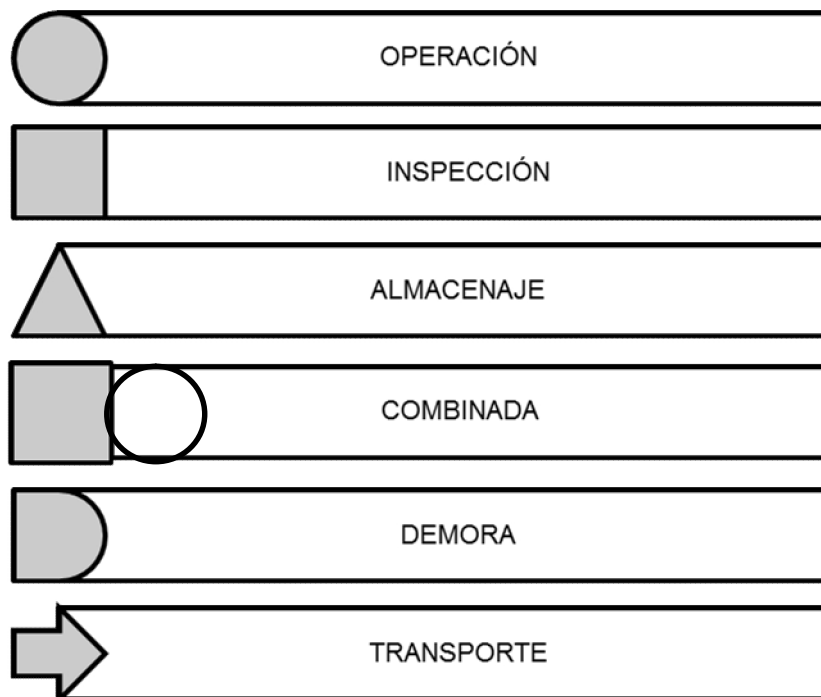 OPERACIÓN
INSPECCIÓN
ALMACENAJE
COMBINADA
DEMORA
TRANSPORTE